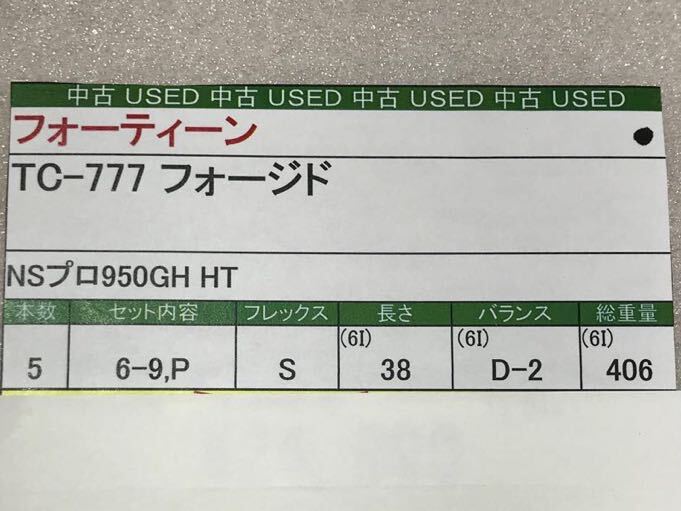 中古 USED 中古 USED 中古 USED 中古 USED
フォーティーン
TC-777 フォージド
NSプロ950GH HT
本数 セット内容 フレックス 長さ バランス 総重量
(6I) (6I) (6I)
5 6-9,P S 38 D-2 406